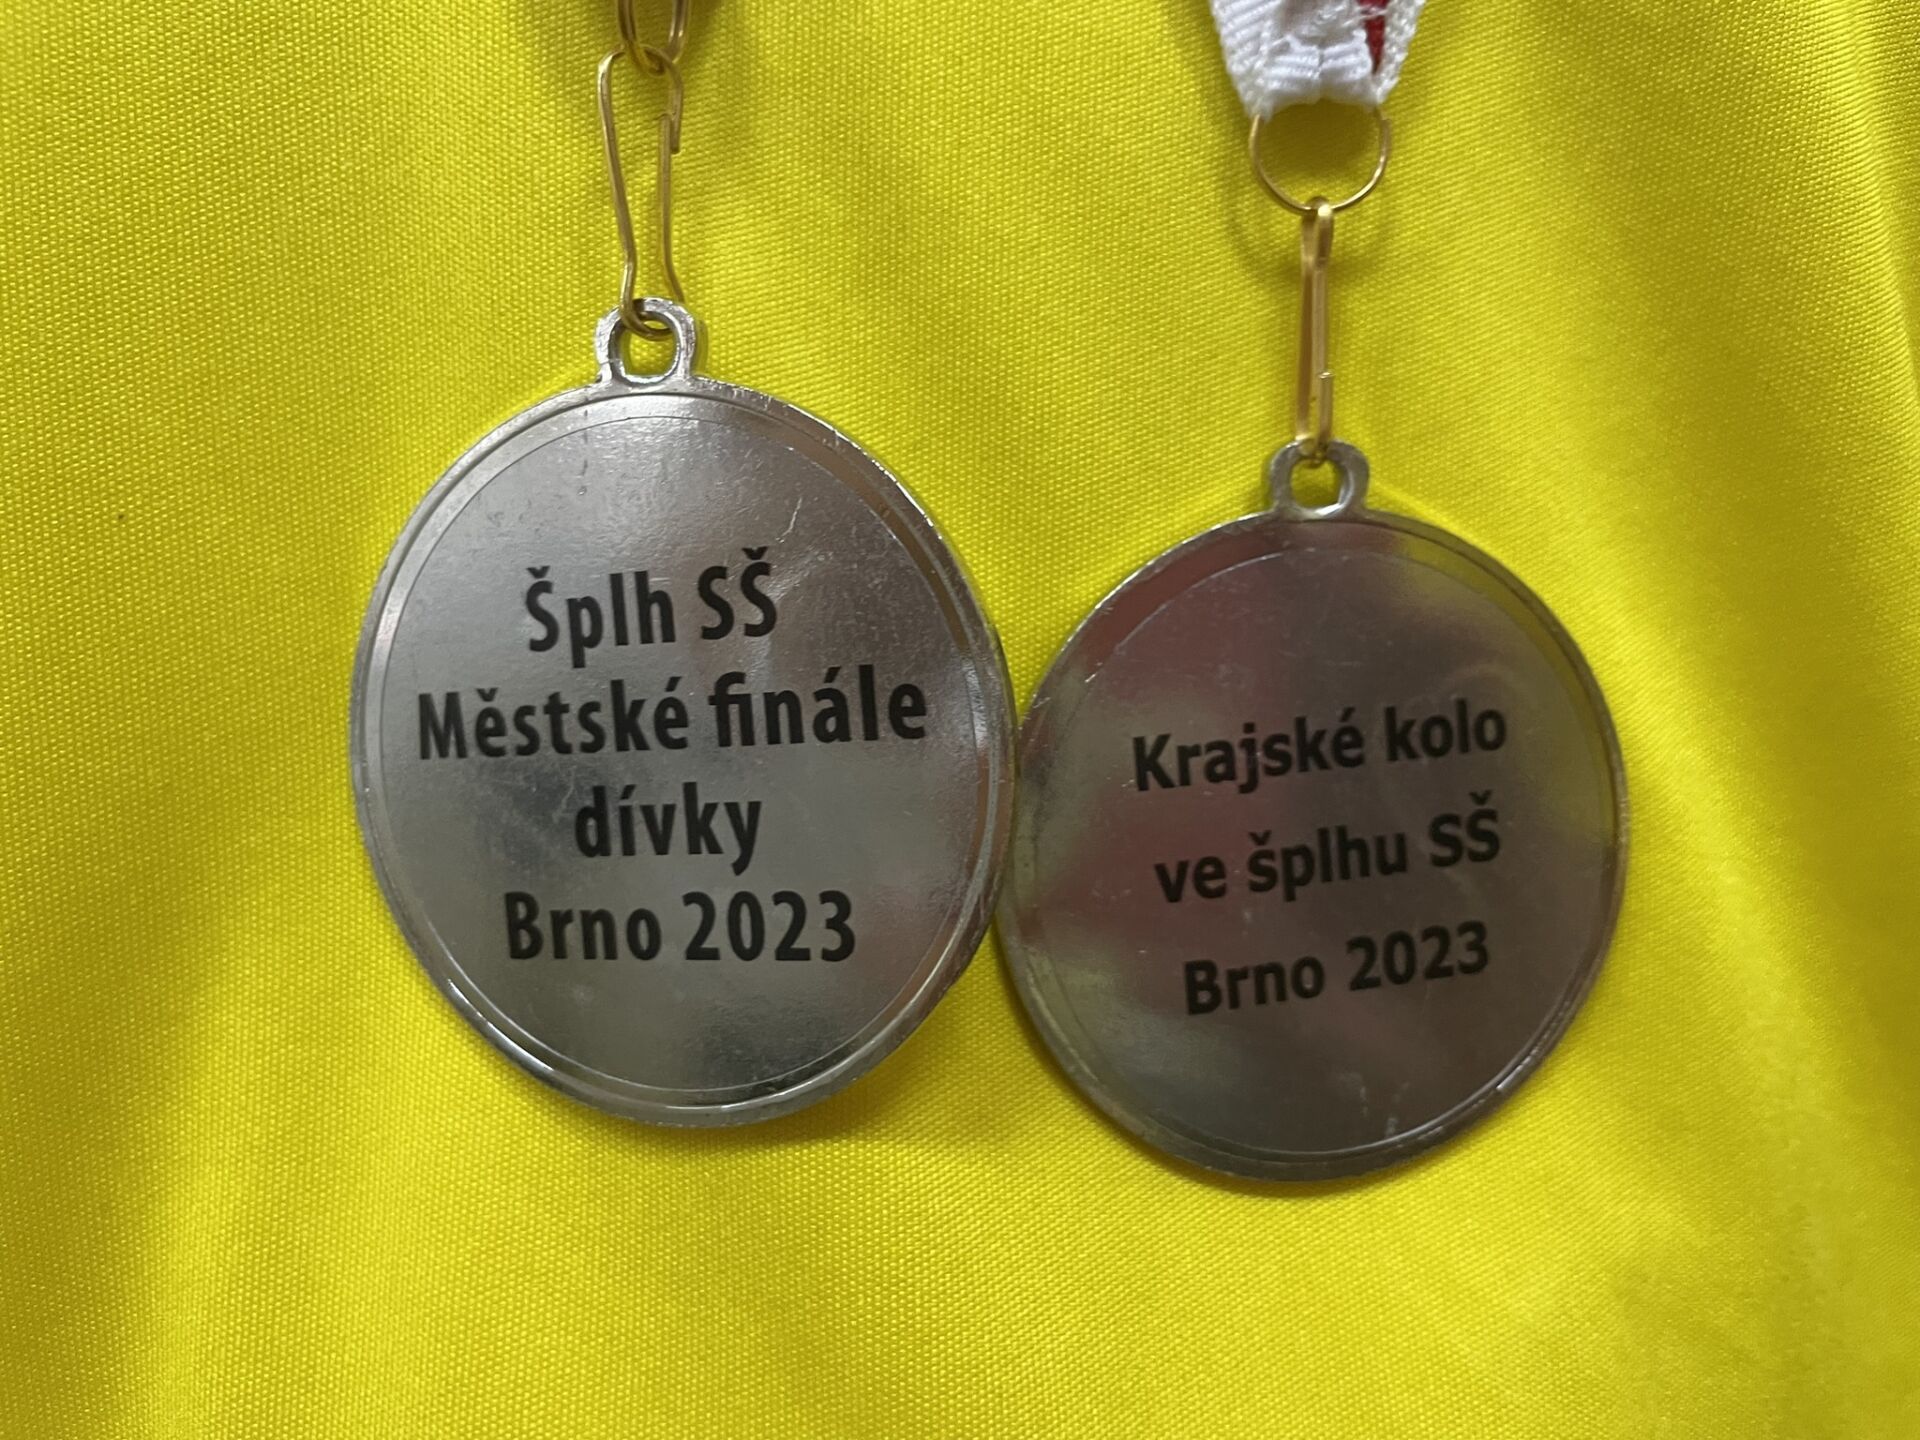 Šplh SŠ
Městské finále
dívky
Brno 2023
Krajské kolo
ve šplhu SŠ
Brno 2023